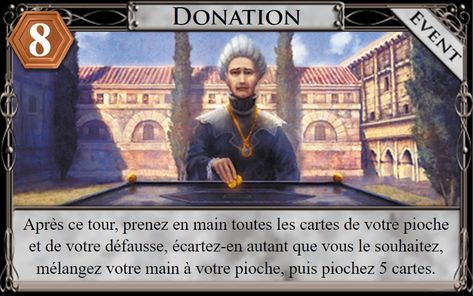 DONATION
8
EVENT
Après ce tour, prenez en main toutes les cartes de votre pioche
et de votre défausse, écartez-en autant que vous le souhaitez,
mélangez votre main à votre pioche, puis piochez 5 cartes.